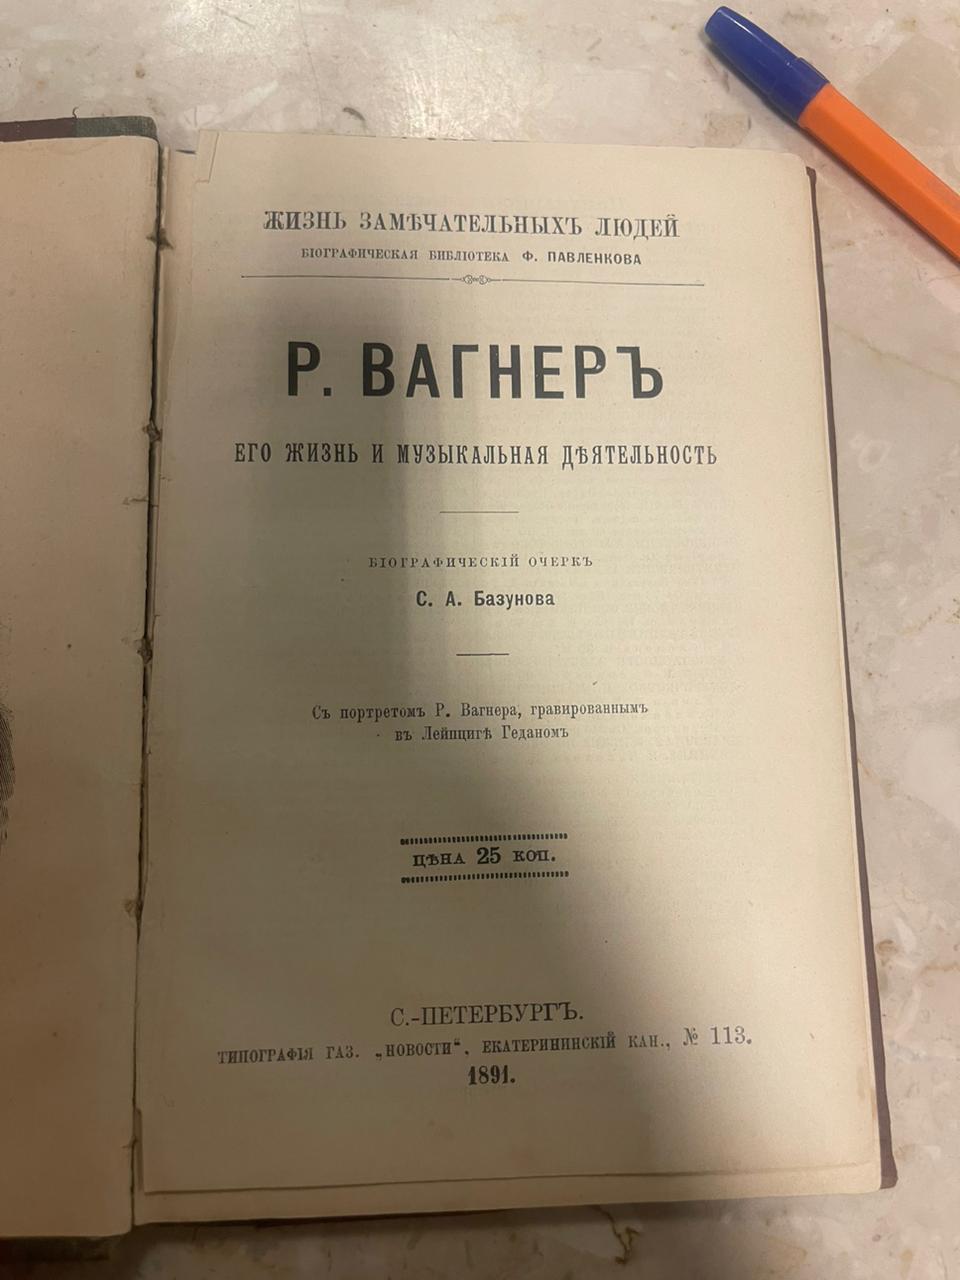 ЖИЗНЬ ЗАМѢЧАТЕЛЬНЫХЪ ЛЮДЕЙ
БІОГРАФИЧЕСКАЯ БИБЛІОТЕКА Ф. ПАВЛЕНКОВА
Р. ВАГНЕРЪ
ЕГО ЖИЗНЬ И МУЗЫКАЛЬНАЯ ДѢЯТЕЛЬНОСТЬ
БІОГРАФИЧЕСКІЙ ОЧЕРКЪ
С. А. Базунова
Съ портретомъ Р. Вагнера, гравированнымъ
въ Лейпцигѣ Геданомъ
ЦѢНА 25 КОП.
С.-ПЕТЕРБУРГЪ.
ТИПОГРАФІЯ ГАЗ. „НОВОСТИ“, ЕКАТЕРИНИНСКІЙ КАН., № 113.
1891.